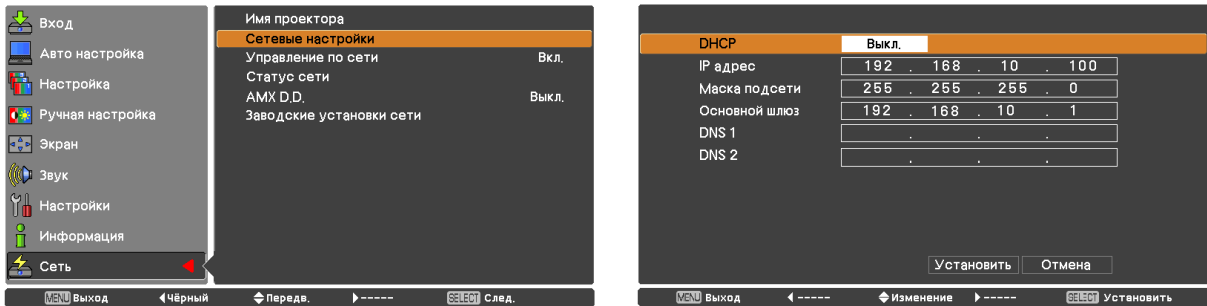 Вход
Авто настройка
Настройка
Ручная настройка
Экран
Звук
Настройки
Информация
Сеть
Имя проектора
Сетевые настройки
Управление по сети Вкл.
Статус сети
AMX D.D. Выкл.
Заводские установки сети
MENU Выход Чёрный Передв. ----- SELECT След.
DHCP Выкл.
IP адрес 192 . 168 . 10 . 100
Маска подсети 255 . 255 . 255 . 0
Основной шлюз 192 . 168 . 10 . 1
DNS 1 . . .
DNS 2 . . .
Установить Отмена
MENU Выход ----- Изменение ----- SELECT Установить